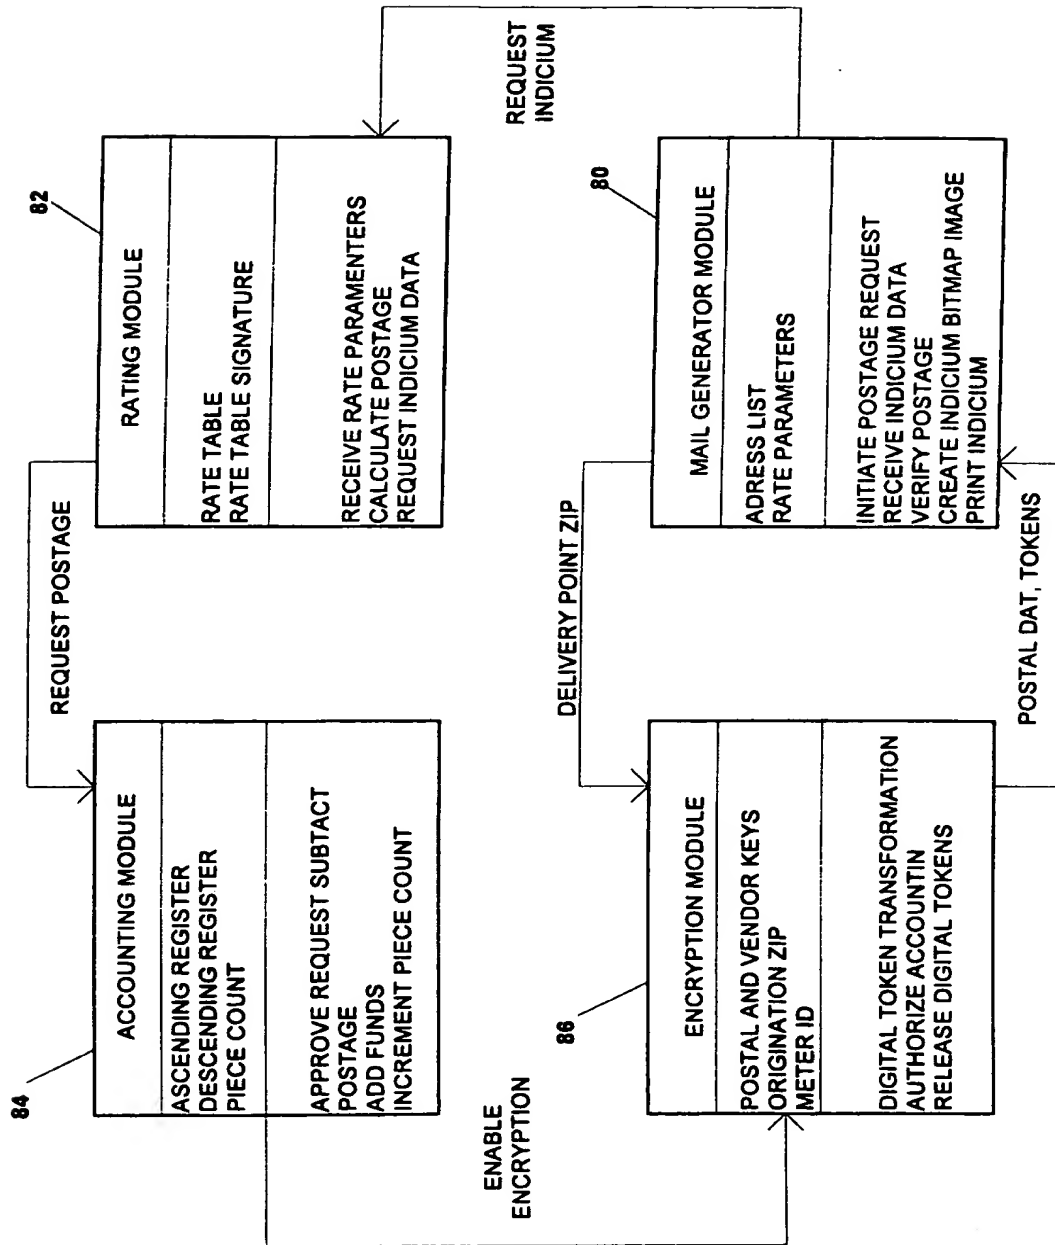 84
ACCOUNTING MODULE
ASCENDING REGISTER
DESCENDING REGISTER
PIECE COUNT
APPROVE REQUEST SUBTACT
POSTAGE
ADD FUNDS
INCREMENT PIECE COUNT
REQUEST POSTAGE
82
RATING MODULE
RATE TABLE
RATE TABLE SIGNATURE
RECEIVE RATE PARAMENTERS
CALCULATE POSTAGE
REQUEST INDICIUM DATA
REQUEST
INDICIUM
ENABLE
ENCRYPTION
86
ENCRYPTION MODULE
POSTAL AND VENDOR KEYS
ORIGINATION ZIP
METER ID
DIGITAL TOKEN TRANSFORMATION
AUTHORIZE ACCOUNTIN
RELEASE DIGITAL TOKENS
DELIVERY POINT ZIP
80
MAIL GENERATOR MODULE
ADRESS LIST
RATE PARAMETERS
INITIATE POSTAGE REQUEST
RECEIVE INDICIUM DATA
VERIFY POSTAGE
CREATE INDICIUM BITMAP IMAGE
PRINT INDICIUM
POSTAL DAT, TOKENS